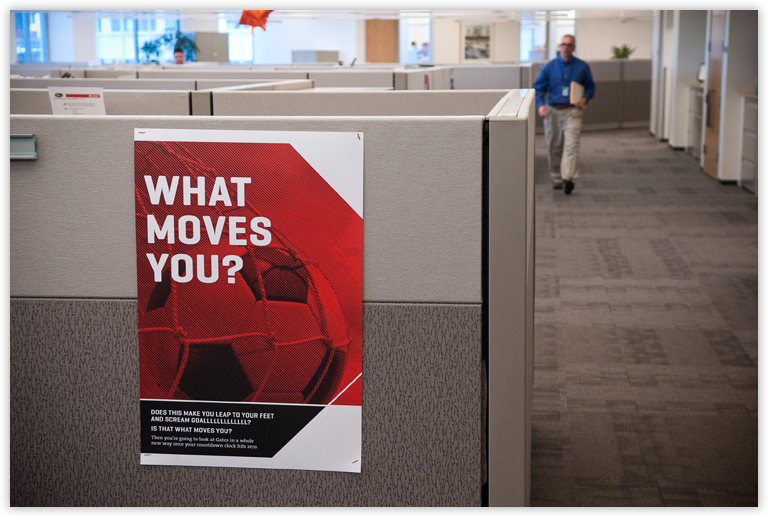 WHAT
MOVES
YOU?
DOES THIS MAKE YOU LEAP TO YOUR FEET
AND SCREAM GOALLLLLLLLLLLL?
IS THAT WHAT MOVES YOU?
Then you're going to look at Gates in a whole
new way once your countdown clock hits zero.